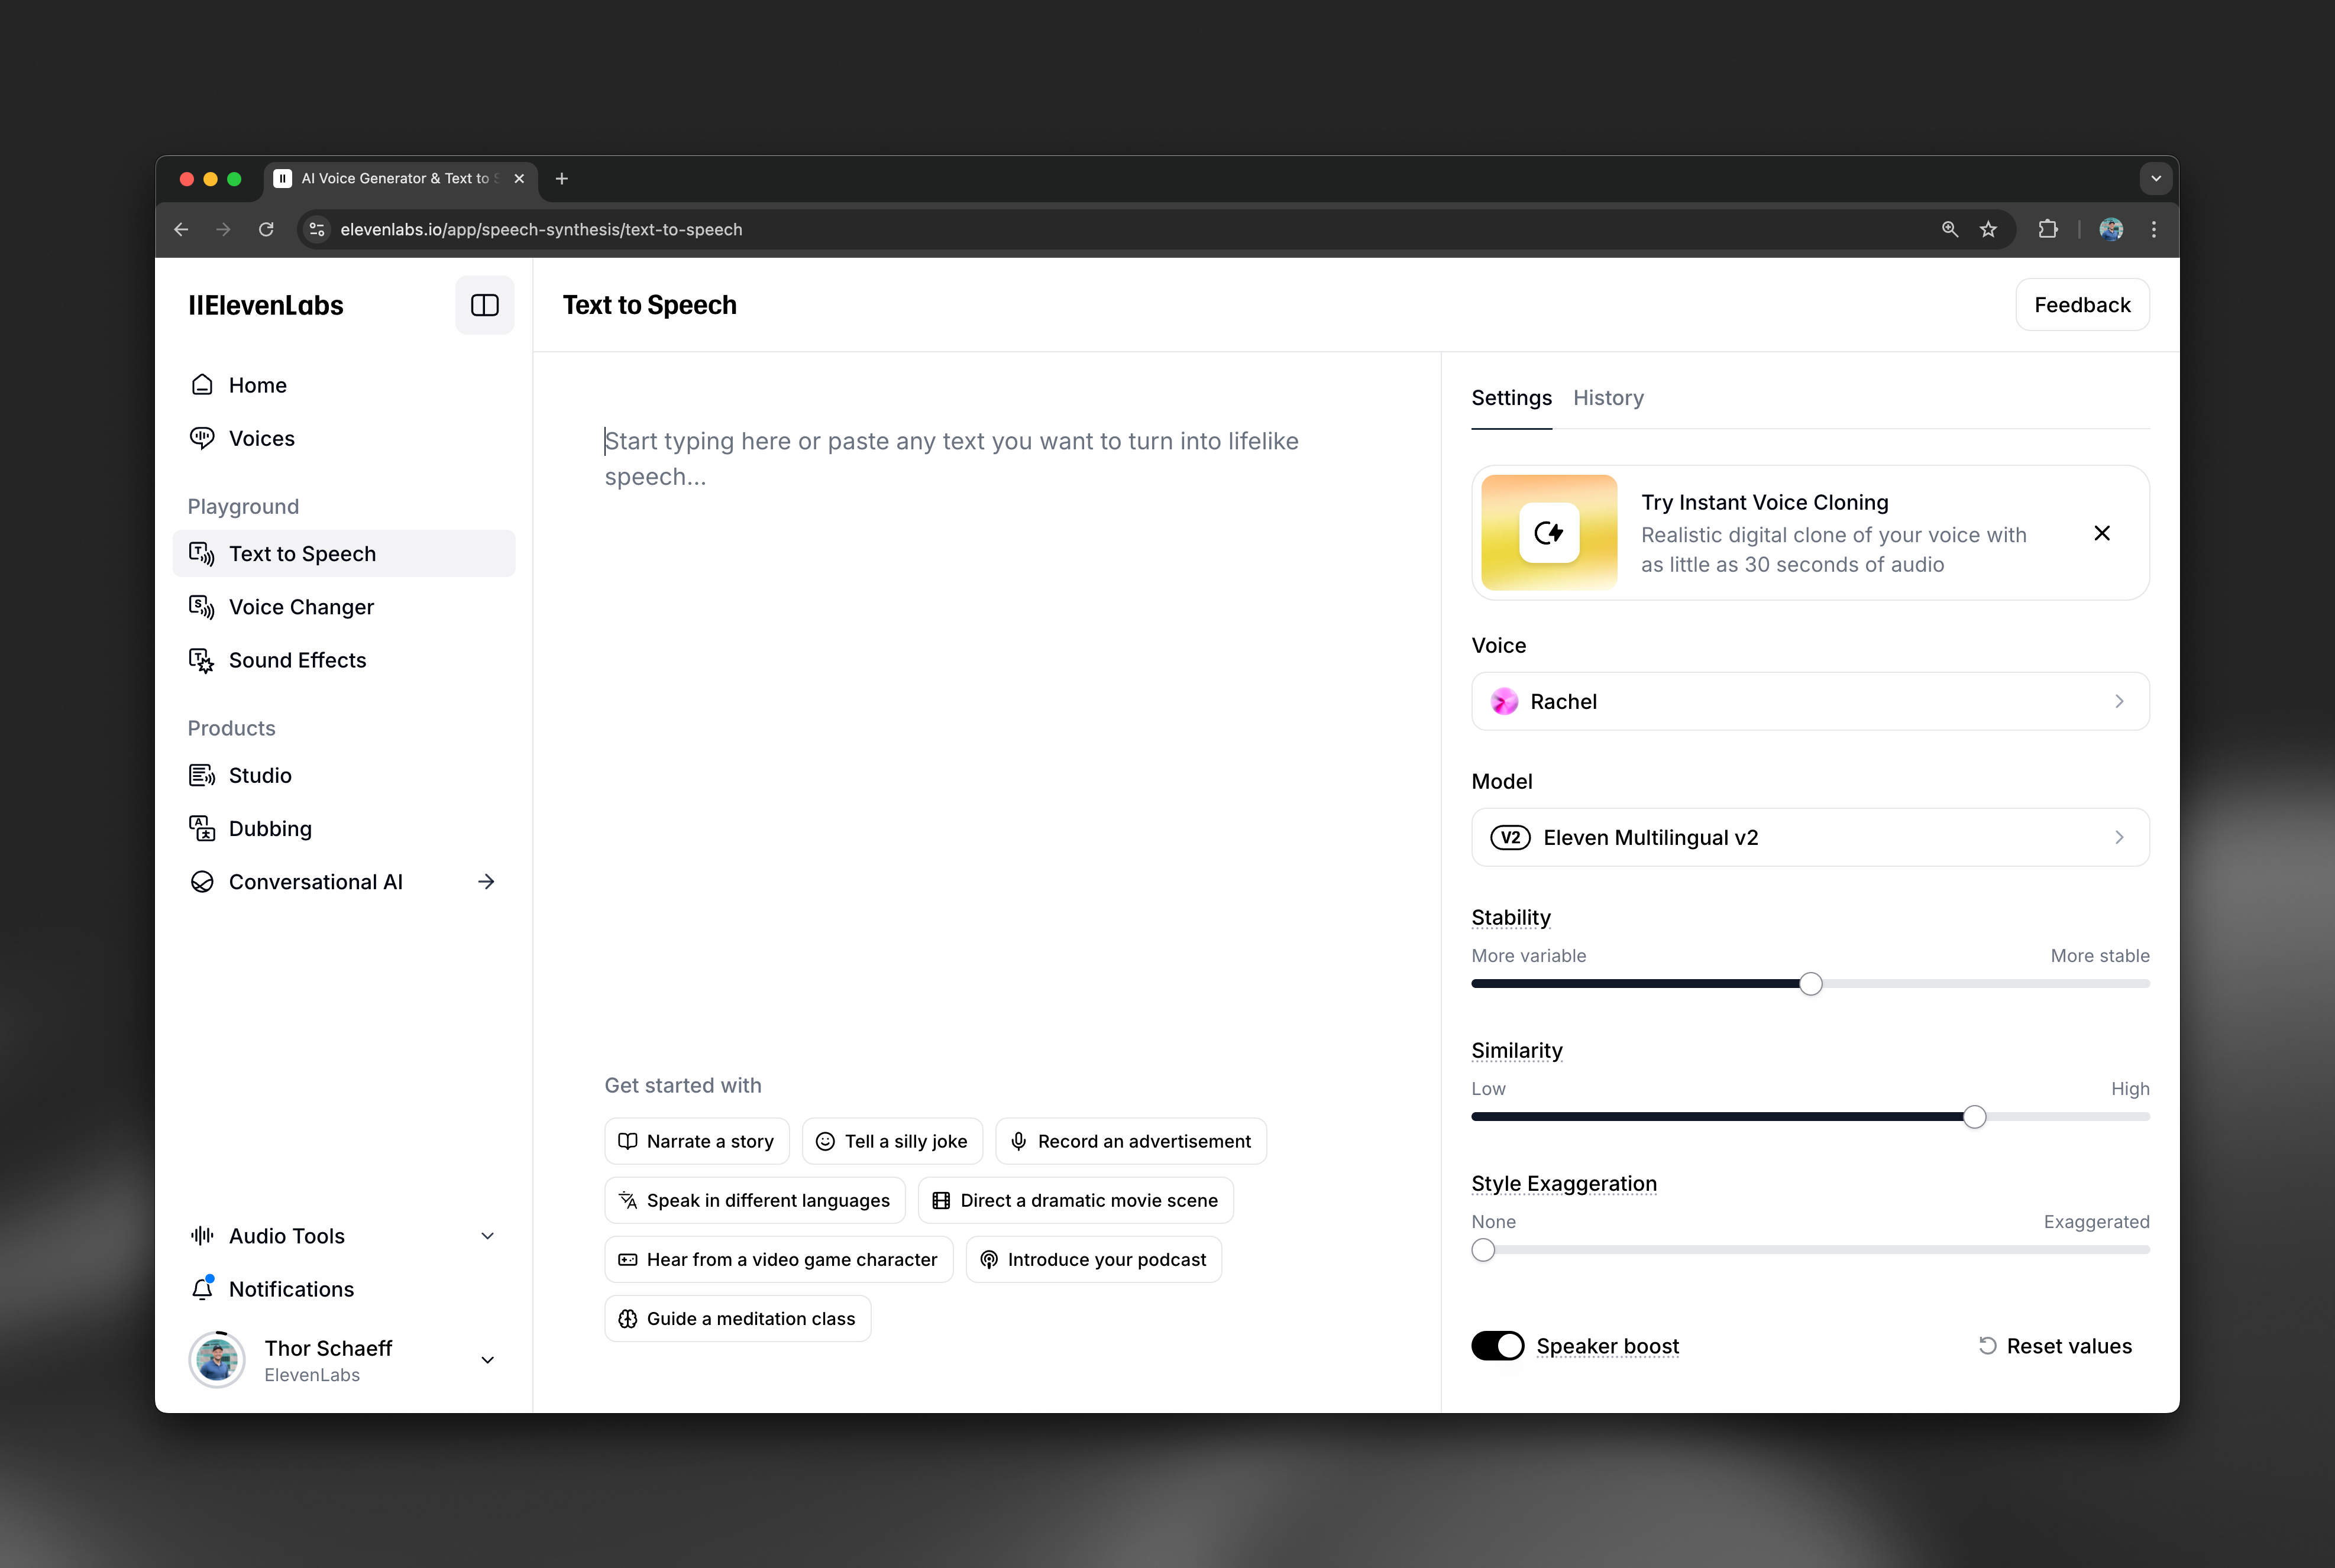 AI Voice Generator & Text to
elevenlabs.io/app/speech-synthesis/text-to-speech
IIElevenLabs
Home
Voices
Playground
Text to Speech
Voice Changer
Sound Effects
Products
Studio
Dubbing
Conversational AI
Audio Tools
Notifications
Thor Schaeff
ElevenLabs
Text to Speech
Feedback
Start typing here or paste any text you want to turn into lifelike
speech...
Get started with
Narrate a story
Tell a silly joke
Record an advertisement
Speak in different languages
Direct a dramatic movie scene
Hear from a video game character
Introduce your podcast
Guide a meditation class
Settings
History
Try Instant Voice Cloning
Realistic digital clone of your voice with
as little as 30 seconds of audio
Voice
Rachel
Model
V2 Eleven Multilingual v2
Stability
More variable
More stable
Similarity
Low
High
Style Exaggeration
None
Exaggerated
Speaker boost
Reset values